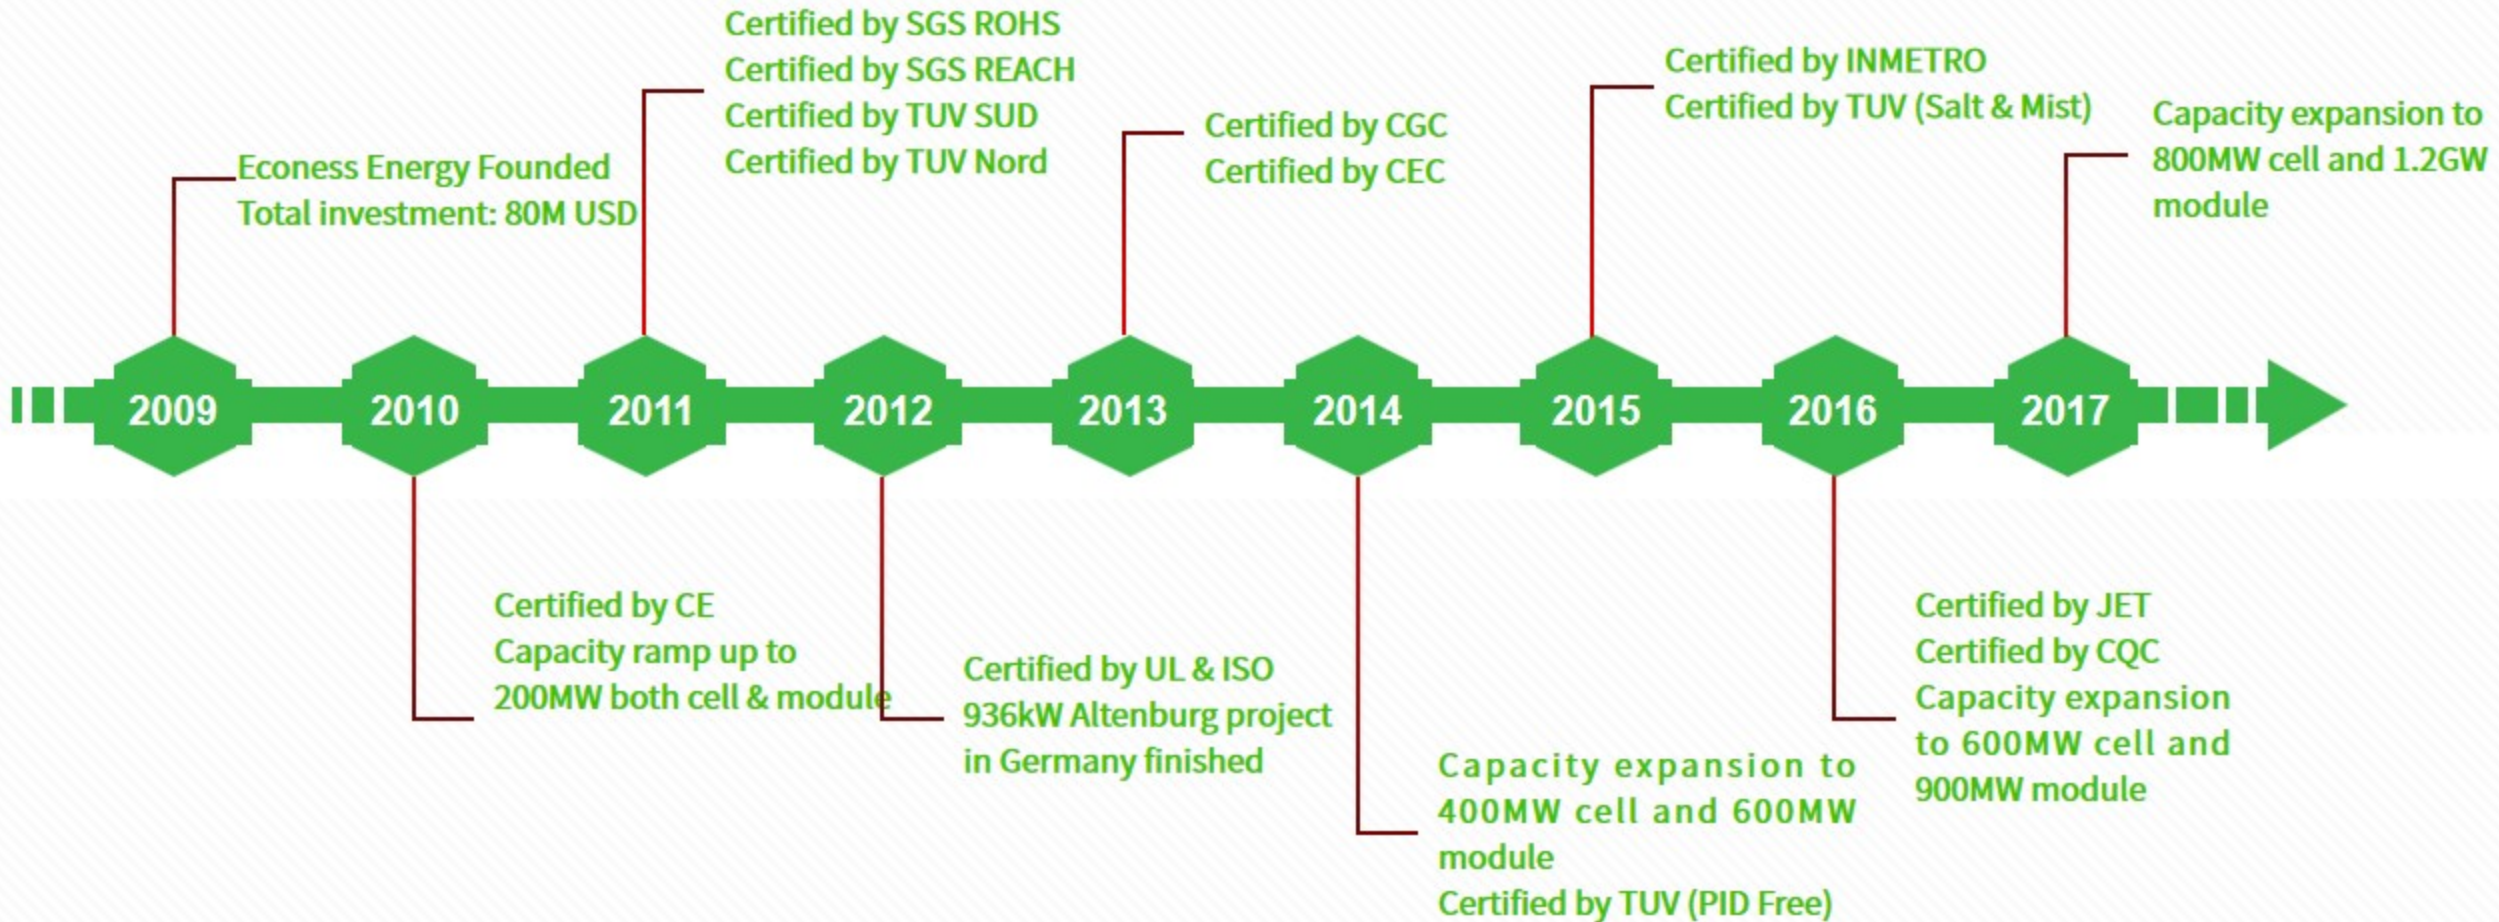 Econess Energy Founded
Total investment: 80M USD
Certified by SGS ROHS
Certified by SGS REACH
Certified by TUV SUD
Certified by TUV Nord
Certified by CGC
Certified by CEC
Certified by INMETRO
Certified by TUV (Salt & Mist)
Capacity expansion to
800MW cell and 1.2GW
module
2009
2010
2011
2012
2013
2014
2015
2016
2017
Certified by CE
Capacity ramp up to
200MW both cell & module
Certified by UL & ISO
936kW Altenburg project
in Germany finished
Capacity expansion to
400MW cell and 600MW
module
Certified by TUV (PID Free)
Certified by JET
Certified by CQC
Capacity expansion
to 600MW cell and
900MW module